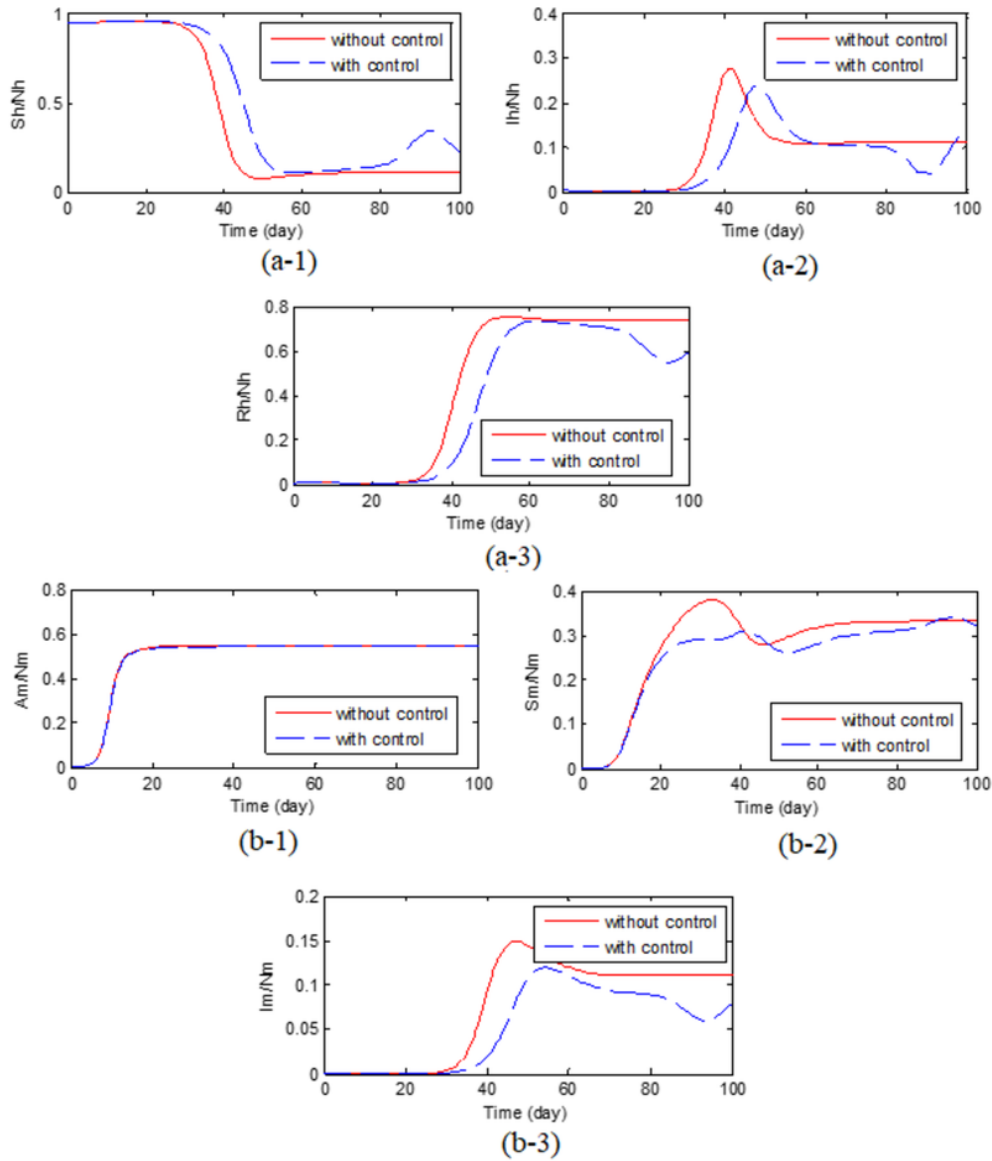 1
0.5
0
Sh/Nh
0 20 40 60 80 100
Time (day)
without control
with control
(a-1)
0.4
0.3
0.2
0.1
0
Ih/Nh
0 20 40 60 80 100
Time (day)
without control
with control
(a-2)
0.8
0.6
0.4
0.2
0
Rh/Nh
0 20 40 60 80 100
Time (day)
without control
with control
(a-3)
0.8
0.6
0.4
0.2
0
Am/Nm
0 20 40 60 80 100
Time (day)
without control
with control
(b-1)
0.4
0.3
0.2
0.1
0
Sm/Nm
0 20 40 60 80 100
Time (day)
without control
with control
(b-2)
0.2
0.15
0.1
0.05
0
Im/Nm
0 20 40 60 80 100
Time (day)
without control
with control
(b-3)